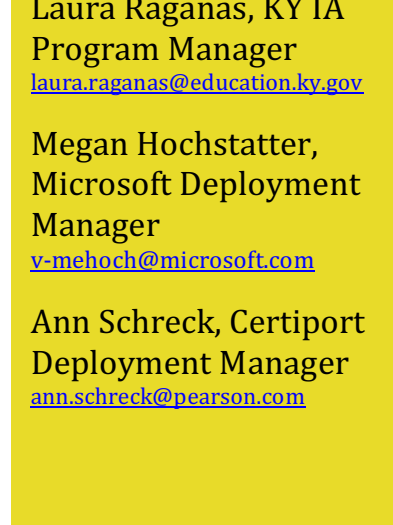 Laura Raganas, KY IA
Program Manager
laura.raganas@education.ky.gov
Megan Hochstatter,
Microsoft Deployment
Manager
v-mehoch@microsoft.com
Ann Schreck, Certiport
Deployment Manager
ann.schreck@pearson.com